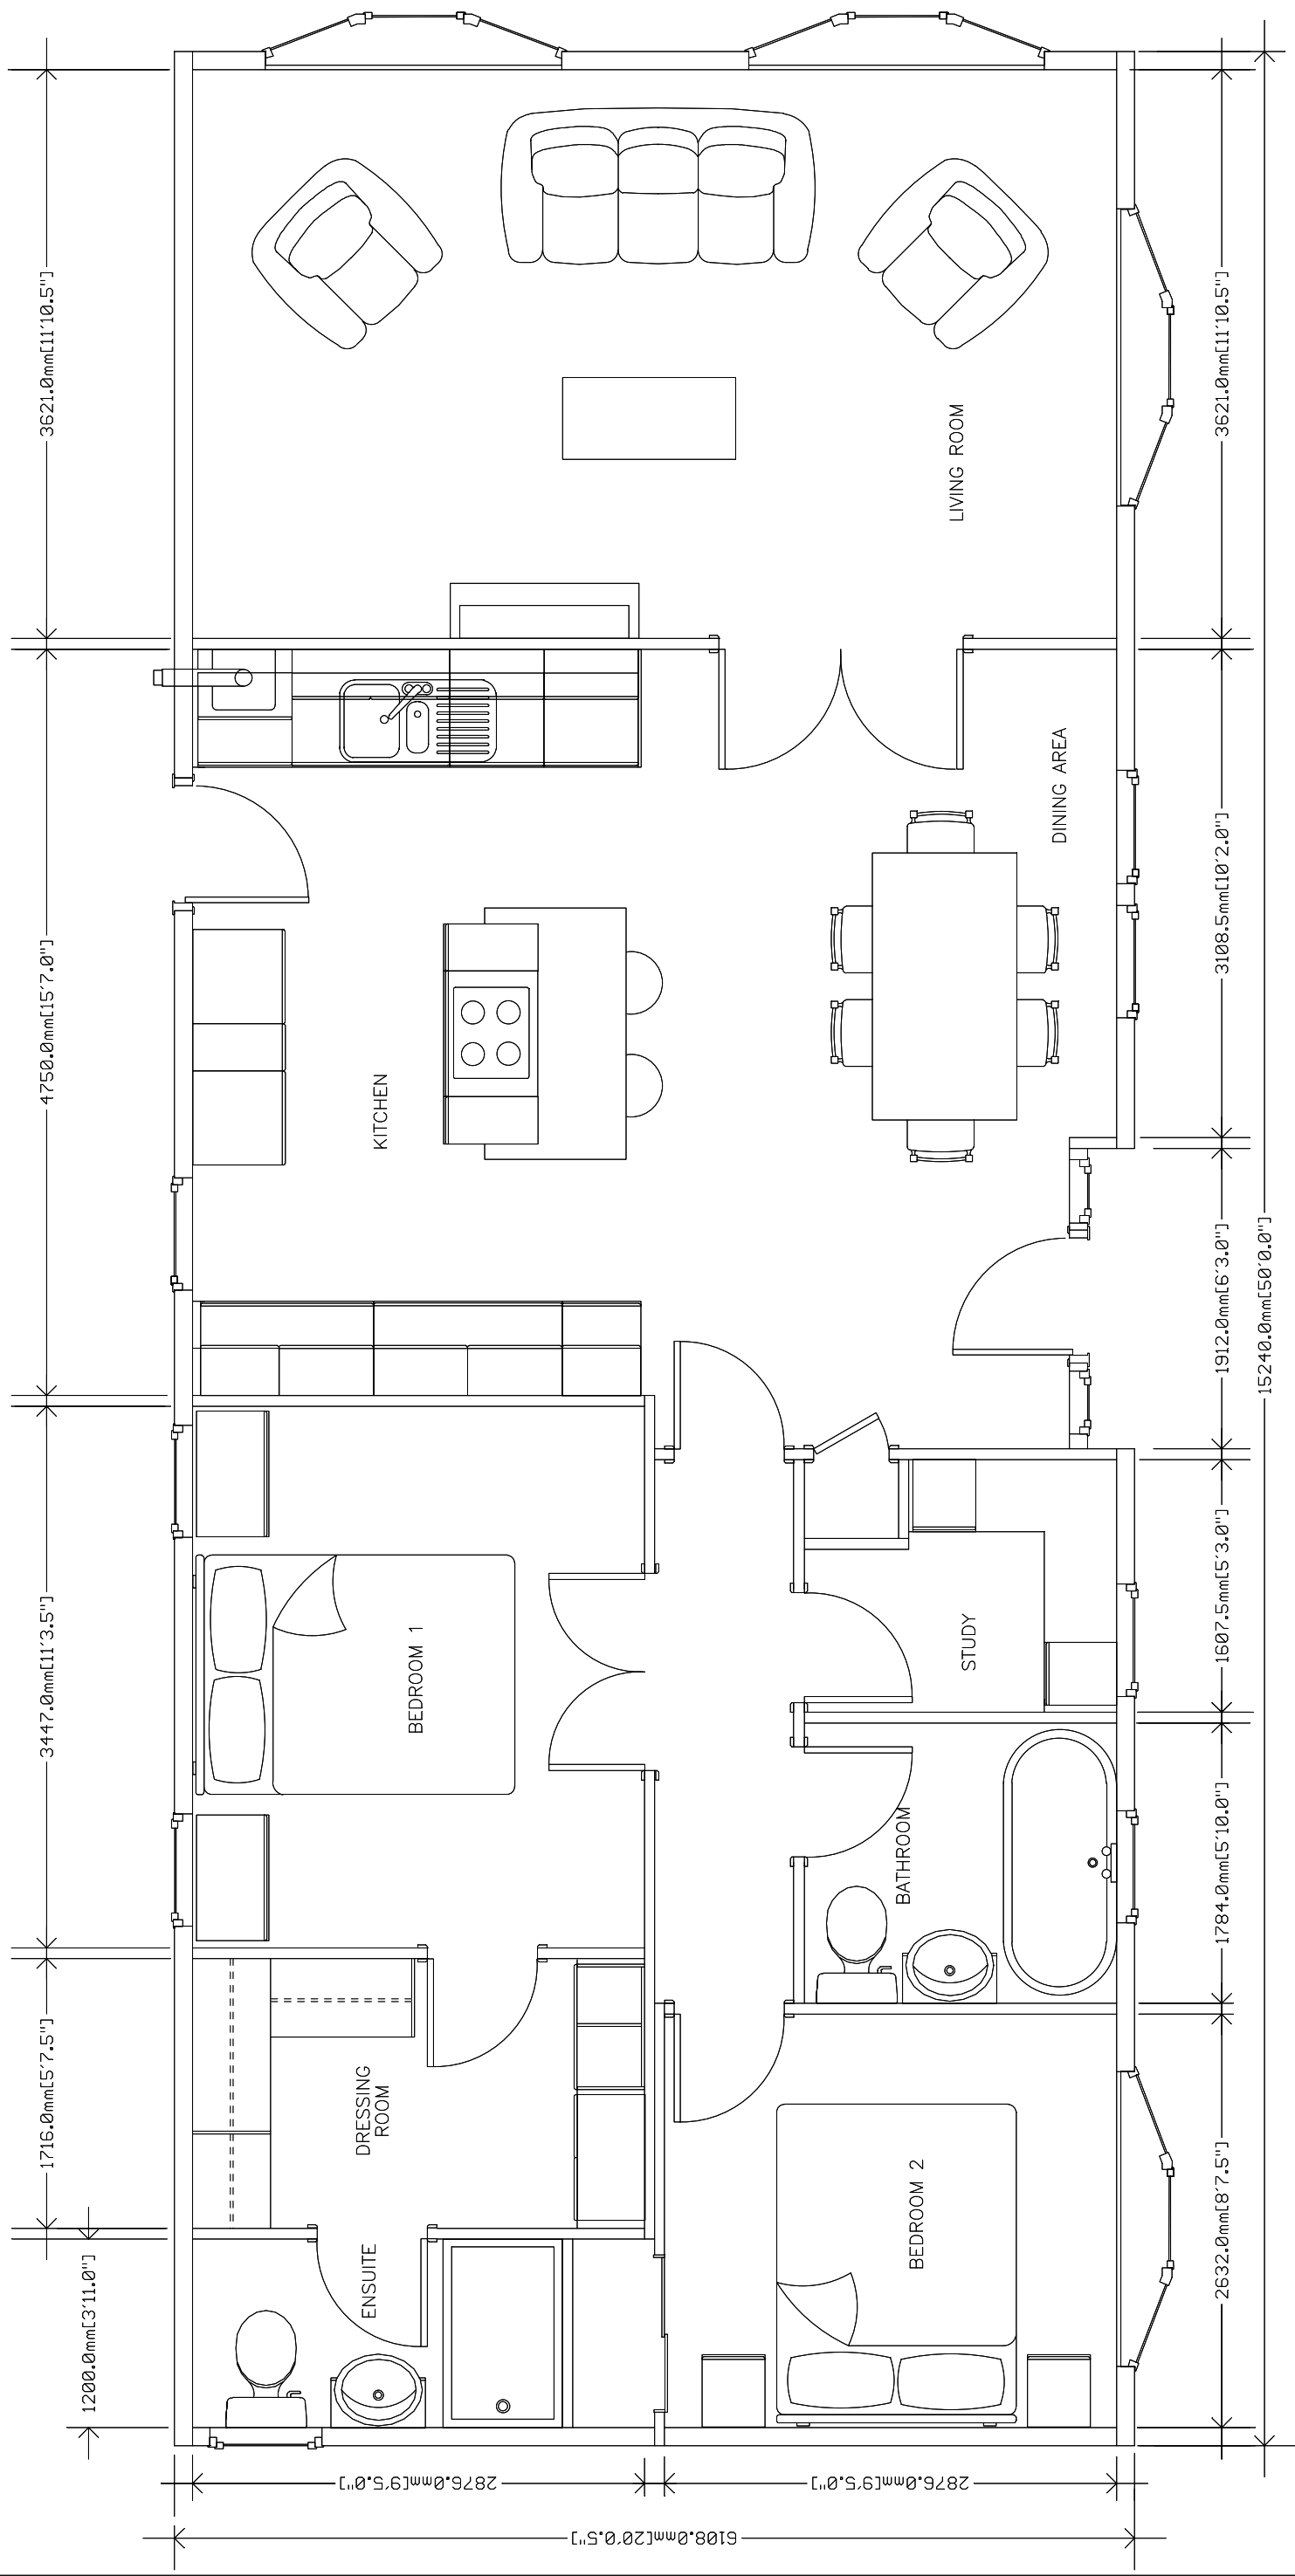 3621.0mm[11'10.5"]
4750.0mm[15'7.0"]
3447.0mm[11'3.5"]
1716.0mm[5'7.5"]
1200.0mm[3'11.0"]
LIVING ROOM
DINING AREA
KITCHEN
BEDROOM 1
STUDY
BATHROOM
DRESSING
ROOM
ENSUITE
BEDROOM 2
3621.0mm[11'10.5"]
3108.5mm[10'2.0"]
1912.0mm[6'3.0"]
15240.0mm[50'0.0"]
1607.5mm[5'3.0"]
1784.0mm[5'10.0"]
2632.0mm[8'7.5"]
2876.0mm[9'5.0"]
2876.0mm[9'5.0"]
6108.0mm[20'0.5"]